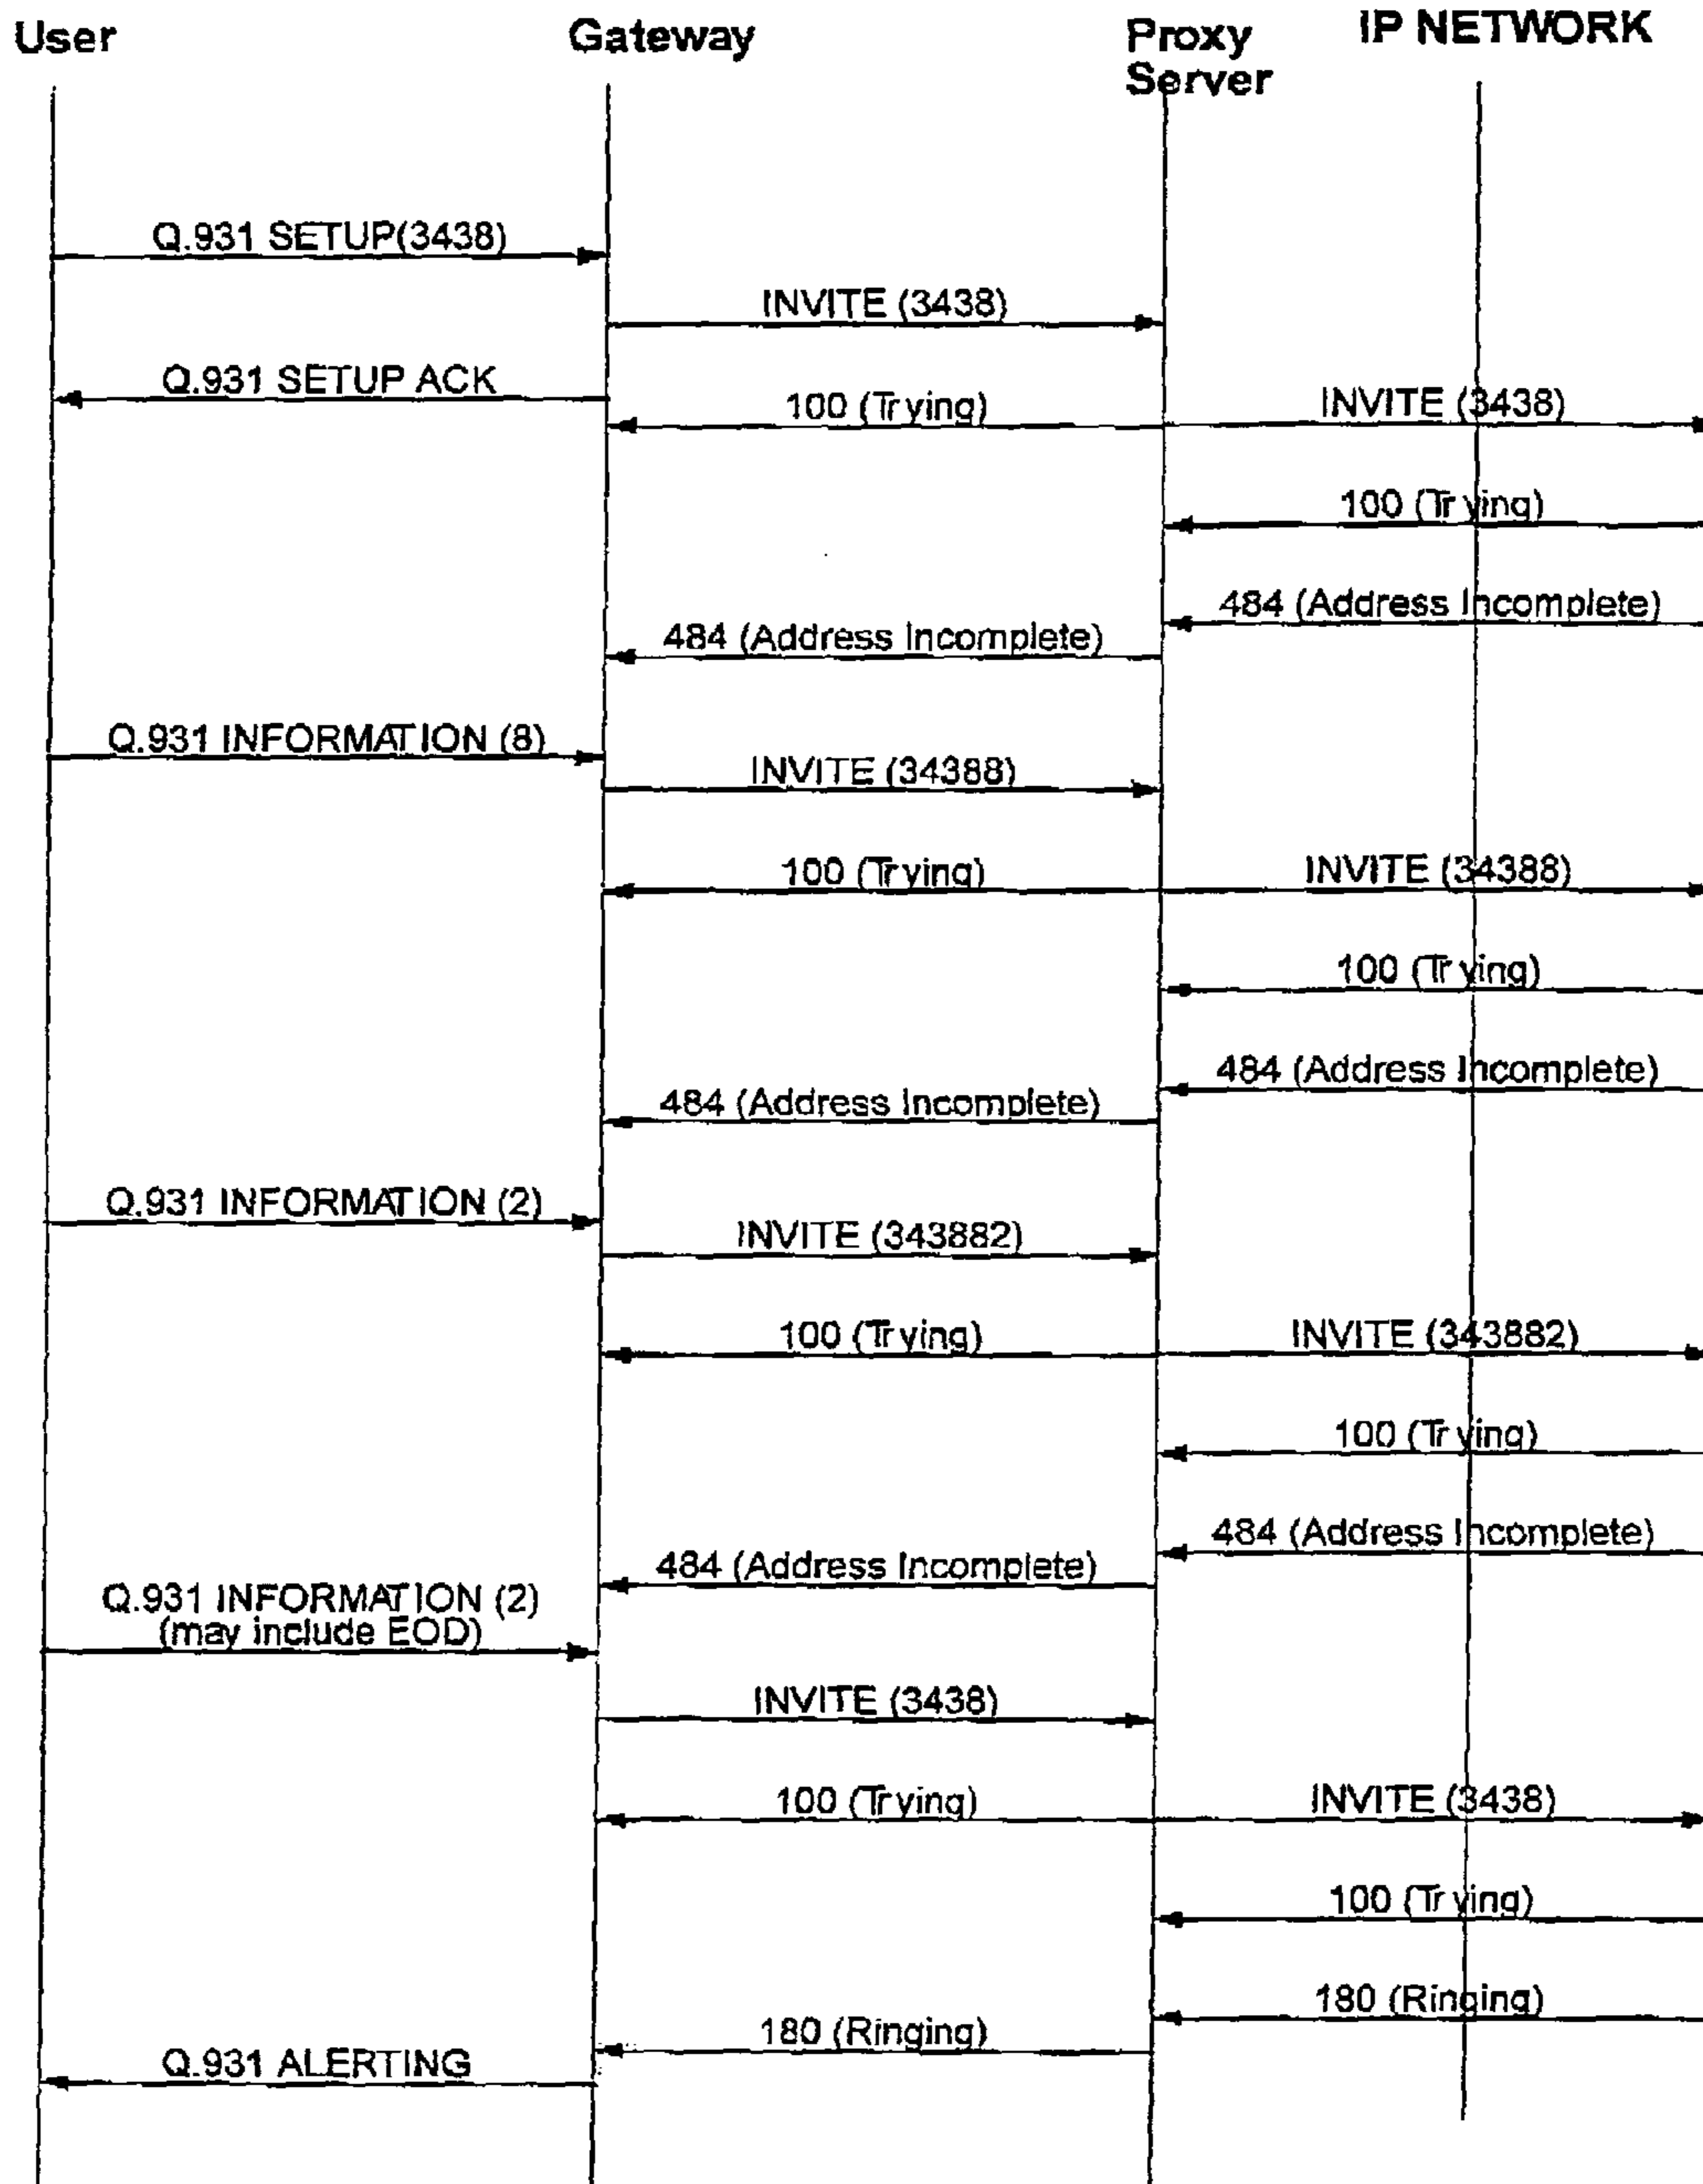 User
Gateway
Proxy
Server
IP NETWORK
Q.931 SETUP(3438)
INVITE (3438)
Q.931 SETUP ACK
100 (Trying)
INVITE (3438)
100 (Trying)
484 (Address Incomplete)
484 (Address Incomplete)
Q.931 INFORMATION (8)
INVITE (34388)
100 (Trying)
INVITE (34388)
100 (Trying)
484 (Address Incomplete)
484 (Address Incomplete)
Q.931 INFORMATION (2)
INVITE (343882)
100 (Trying)
INVITE (343882)
100 (Trying)
484 (Address Incomplete)
484 (Address Incomplete)
Q.931 INFORMATION (2)
(may include EOD)
INVITE (3438)
100 (Trying)
INVITE (3438)
100 (Trying)
180 (Ringing)
180 (Ringing)
Q.931 ALERTING